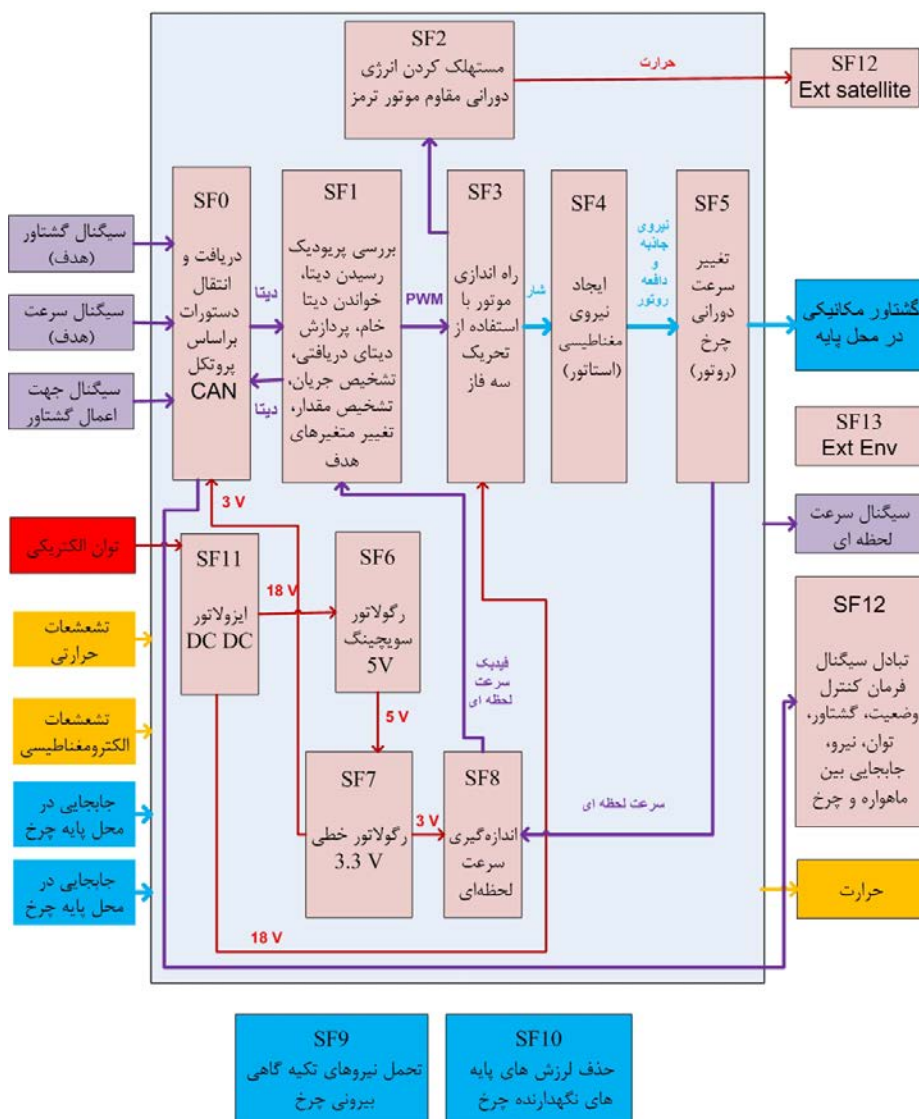 SF2
مستهلک کردن انرژی
دورانی مقاوم موتور ترمز
حرارت
SF12
Ext satellite
سیگنال گشتاور
(هدف)
سیگنال سرعت
(هدف)
سیگنال جهت
اعمال گشتاور
SF0
دریافت و
انتقال
دستورات
براساس
پروتکل
CAN
دیتا
دیتا
SF1
بررسی پریودیک
رسیدن دیتا،
خواندن دیتا
خام، پردازش
دیتای دریافتی،
تشخیص جریان،
تشخیص مقدار،
تغییر متغیرهای
هدف
PWM
SF3
راه اندازی
موتور با
استفاده از
تحریک
سه فاز
شار
SF4
ایجاد
نیروی
مغناطیسی
(استاتور)
نیروی
جاذبه
و
دافعه
روتور
SF5
تغییر
سرعت
دورانی
چرخ
(روتور)
گشتاور مکانیکی
در محل پایه
SF13
Ext Env
سیگنال سرعت
لحظه ای
توان الکتریکی
3 V
SF11
ایزولاتور
DC DC
18 V
SF6
رگولاتور
سویچینگ
5V
5 V
فیدبک
سرعت
لحظه ای
SF7
رگولاتور خطی
3.3 V
3 V
SF8
اندازه‌گیری
سرعت
لحظه‌ای
سرعت لحظه ای
18 V
تشعشعات
حرارتی
تشعشعات
الکترومغناطیسی
جابجایی در
محل پایه چرخ
جابجایی در
محل پایه چرخ
SF12
تبادل سیگنال
فرمان کنترل
وضعیت، گشتاور،
توان، نیرو،
جابجایی بین
ماهواره و چرخ
حرارت
SF9
تحمل نیروهای تکیه گاهی
بیرونی چرخ
SF10
حذف لرزش های پایه
های نگهدارنده چرخ